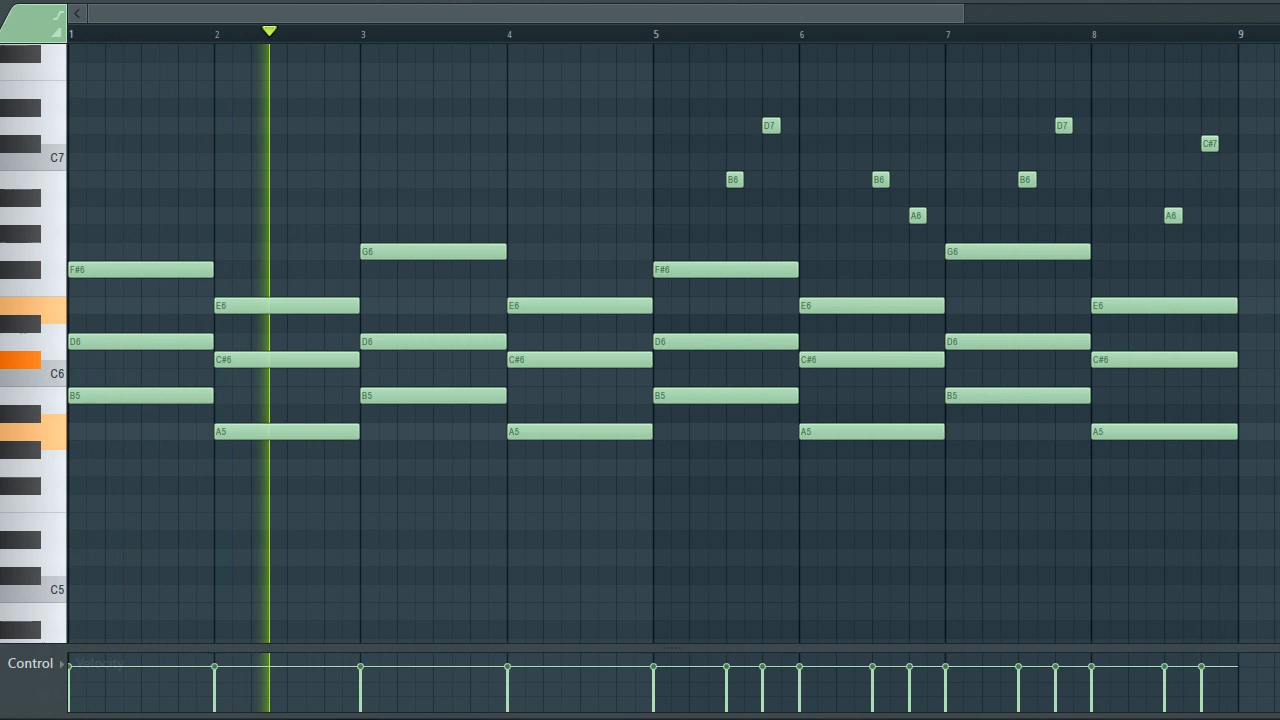 1 2 3 4 5 6 7 8 9
D7 D7
C#7
C7
B6 B6 B6
A6 A6
G6 G6
F#6 F#6
E6 E6 E6 E6
D6 D6 D6 D6
C#6 C#6 C#6 C#6
C6
B5 B5 B5 B5
A5 A5 A5 A5
C5
Control Velocity